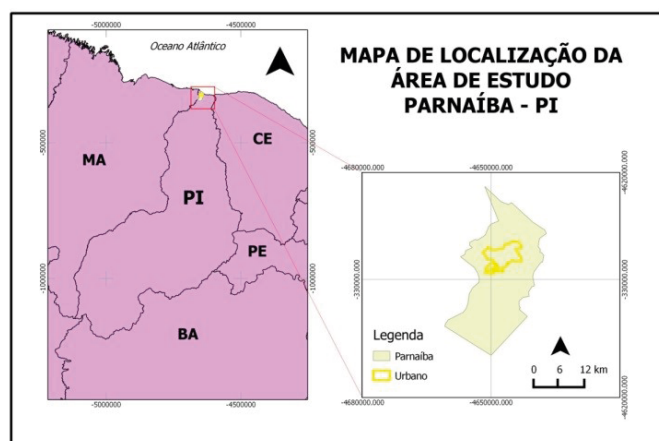 -5000000
-4500000
Oceano Atlântico
MAPA DE LOCALIZAÇÃO DA
ÁREA DE ESTUDO
PARNAÍBA - PI
-500000
-500000
MA
CE
PI
PE
BA
-1000000
-1000000
-5000000
-4500000
-4680000.000
-4650000.000
-4620000.000
-330000.000
-330000.000
Legenda
Parnaíba
Urbano
0 6 12 km
-4680000.000
-4650000.000
-4620000.000